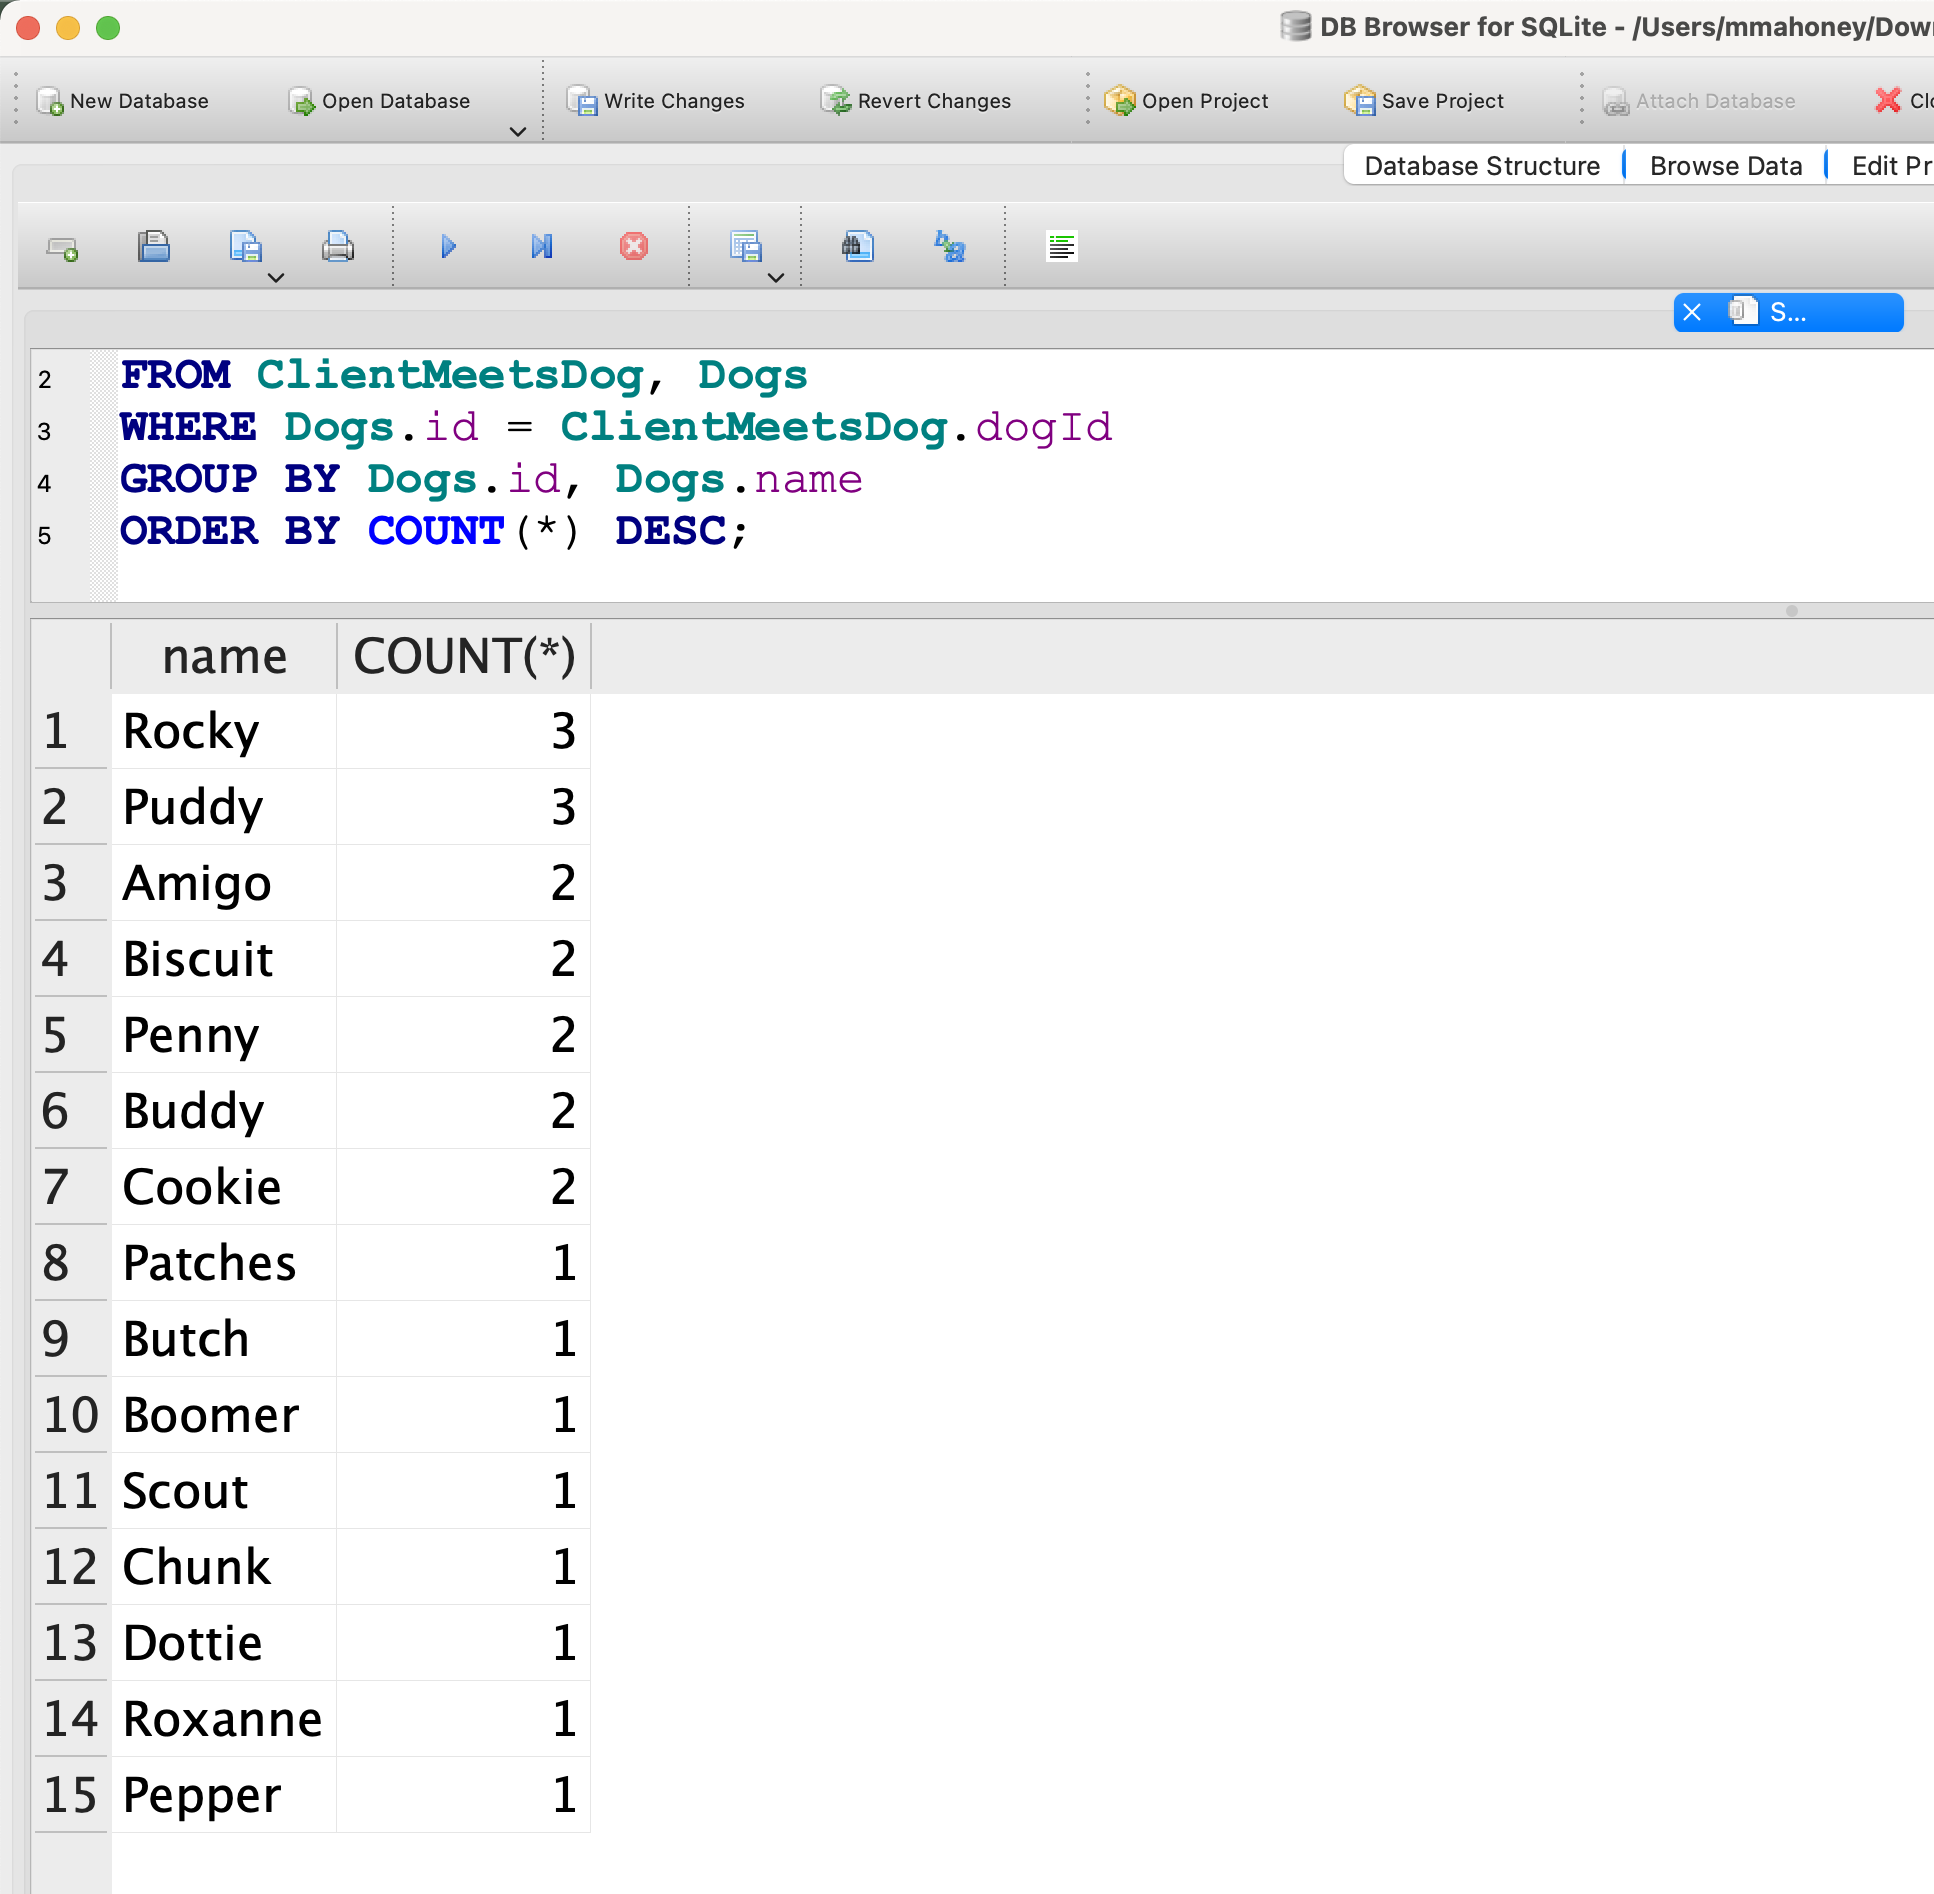 DB Browser for SQLite - /Users/mmahoney/Dow
New Database Open Database Write Changes Revert Changes Open Project Save Project Attach Database Clo
Database Structure Browse Data Edit Pr
S...
2 FROM ClientMeetsDog, Dogs
3 WHERE Dogs.id = ClientMeetsDog.dogId
4 GROUP BY Dogs.id, Dogs.name
5 ORDER BY COUNT(*) DESC;
name COUNT(*)
1 Rocky 3
2 Puddy 3
3 Amigo 2
4 Biscuit 2
5 Penny 2
6 Buddy 2
7 Cookie 2
8 Patches 1
9 Butch 1
10 Boomer 1
11 Scout 1
12 Chunk 1
13 Dottie 1
14 Roxanne 1
15 Pepper 1